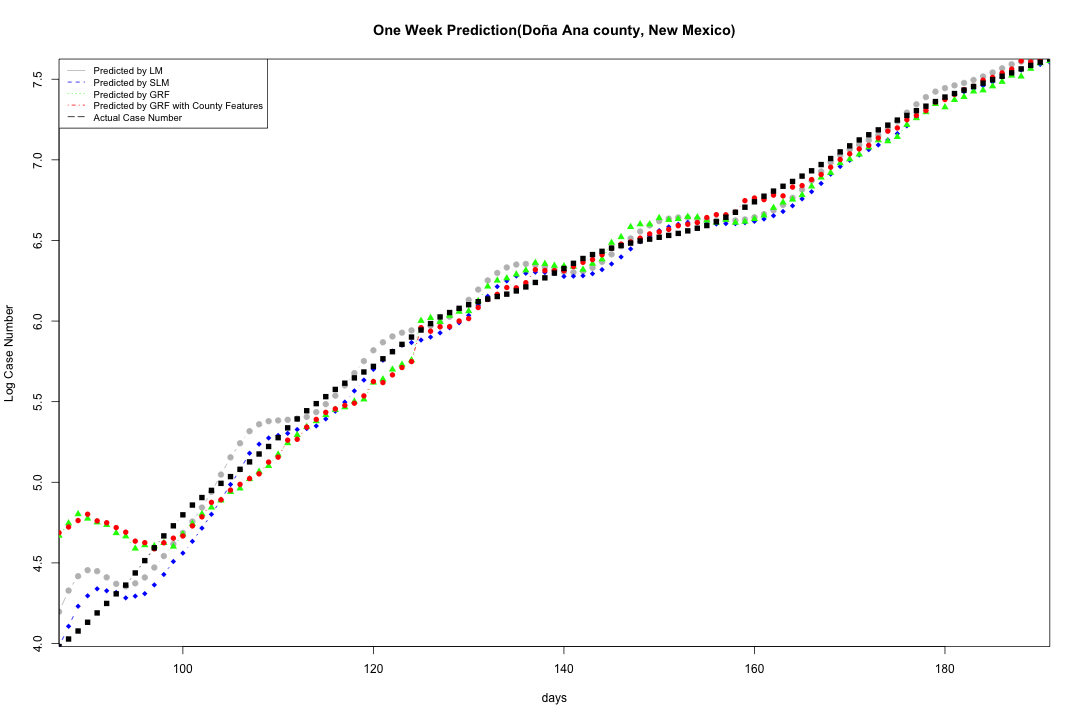 One Week Prediction(Doña Ana county, New Mexico)
Predicted by LM
Predicted by SLM
Predicted by GRF
Predicted by GRF with County Features
Actual Case Number
7.5
7.0
6.5
6.0
5.5
5.0
4.5
4.0
Log Case Number
100 120 140 160 180
days